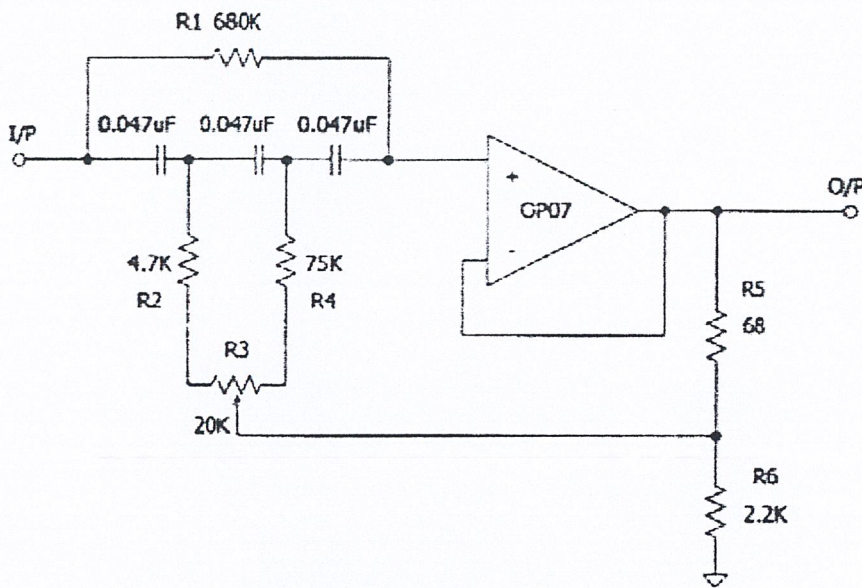 R1 680K
I/P
0.047uF
0.047uF
0.047uF
+
OP07
-
O/P
4.7K
R2
75K
R4
R3
20K
R5
68
R6
2.2K